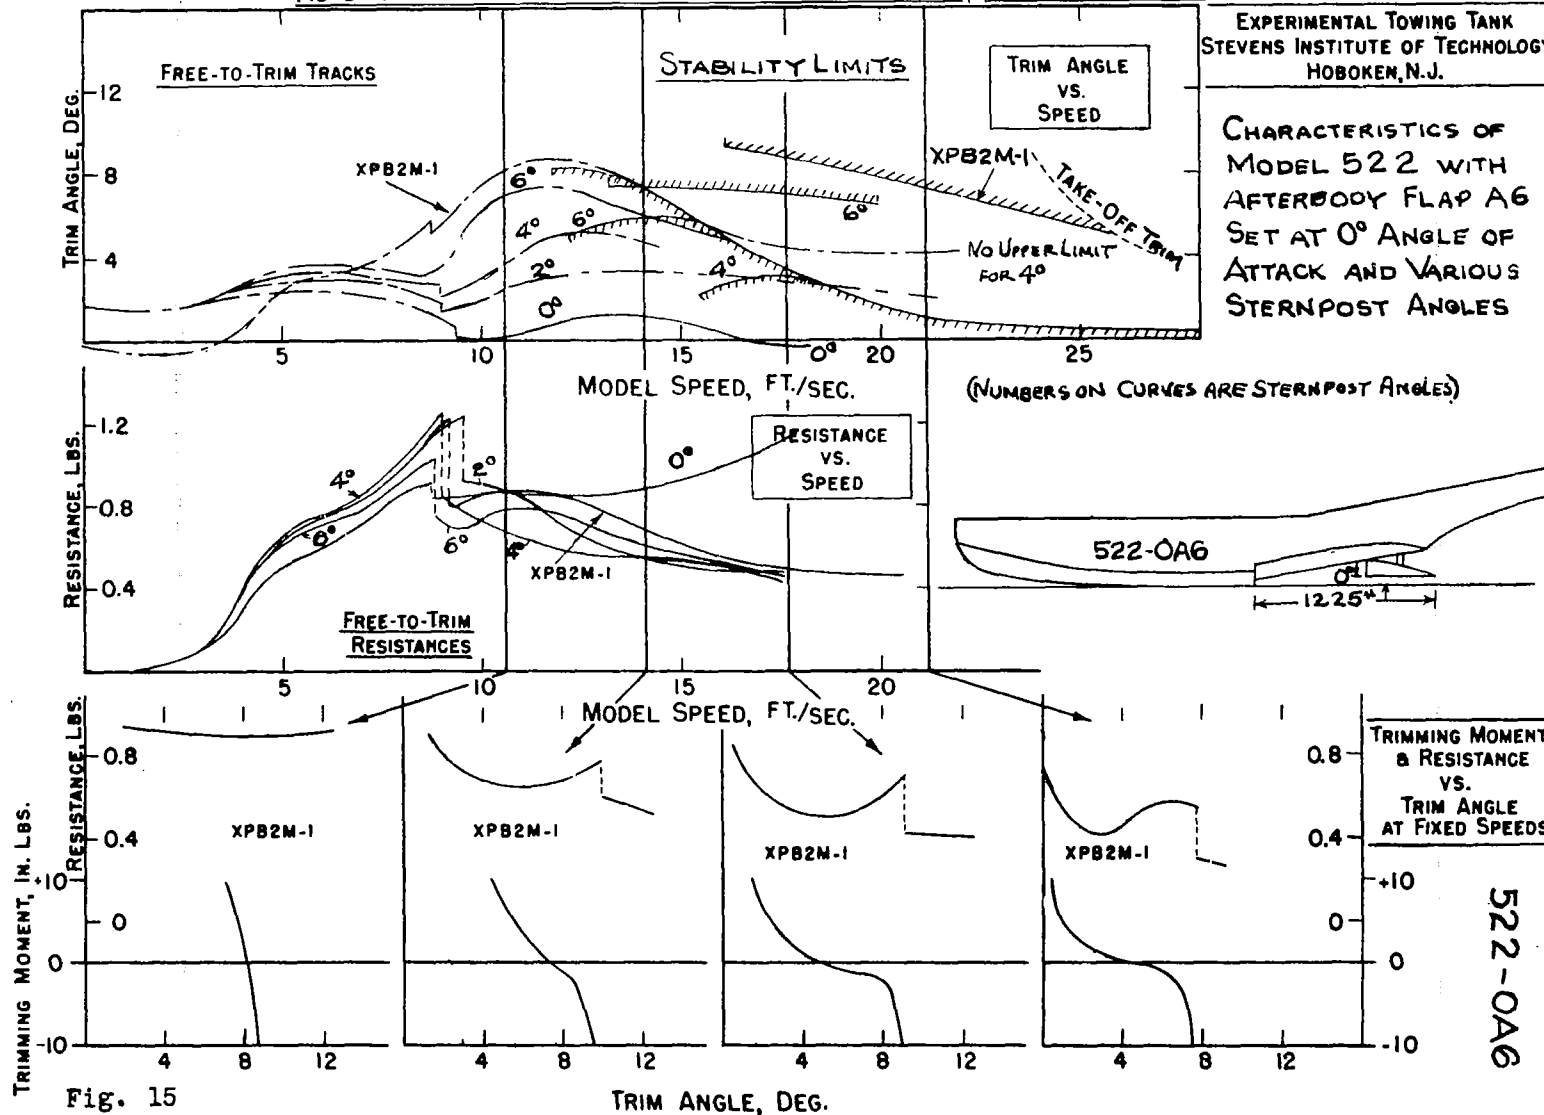 EXPERIMENTAL TOWING TANK
STEVENS INSTITUTE OF TECHNOLOGY
HOBOKEN, N.J.
CHARACTERISTICS OF
MODEL 522 WITH
AFTERBODY FLAP A6
SET AT 0° ANGLE OF
ATTACK AND VARIOUS
STERNPOST ANGLES
(NUMBERS ON CURVES ARE STERNPOST ANGLES)
FREE-TO-TRIM TRACKS
STABILITY LIMITS
TRIM ANGLE
VS.
SPEED
TRIM ANGLE, DEG.
12
8
4
XPB2M-1
6°
4°
6°
2°
0°
4°
6°
0°
XPB2M-1
TAKE-OFF TRIM
NO UPPER LIMIT
FOR 4°
5 10 15 20 25
MODEL SPEED, FT./SEC.
RESISTANCE
VS.
SPEED
RESISTANCE, LBS.
1.2
0.8
0.4
4°
6°
2°
0°
6°
4°
XPB2M-1
FREE-TO-TRIM
RESISTANCES
5 10 15 20
MODEL SPEED, FT./SEC.
522-0A6
0°
12.25"
TRIMMING MOMENT
& RESISTANCE
VS.
TRIM ANGLE
AT FIXED SPEEDS
RESISTANCE, LBS.
0.8
0.4
TRIMMING MOMENT, IN. LBS.
+10
0
0
-10
XPB2M-1
XPB2M-1
XPB2M-1
XPB2M-1
0.8
0.4
+10
0
0
-10
4 8 12 4 8 12 4 8 12 4 8 12
TRIM ANGLE, DEG.
Fig. 15
522-0A6